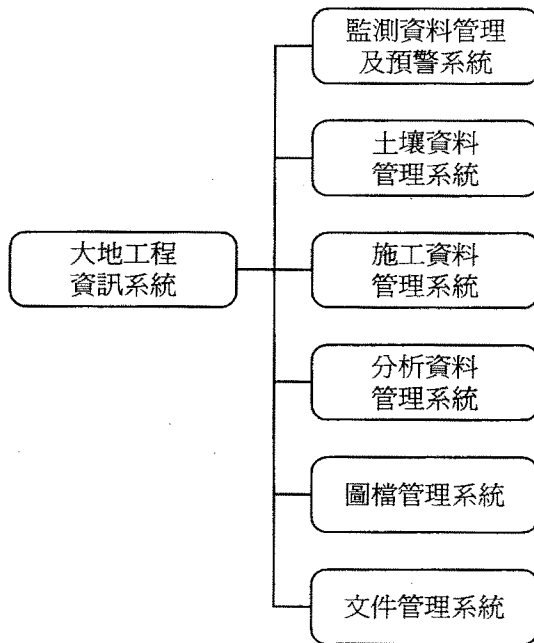 監測資料管理
及預警系統
土壤資料
管理系統
大地工程
資訊系統
施工資料
管理系統
分析資料
管理系統
圖檔管理系統
文件管理系統